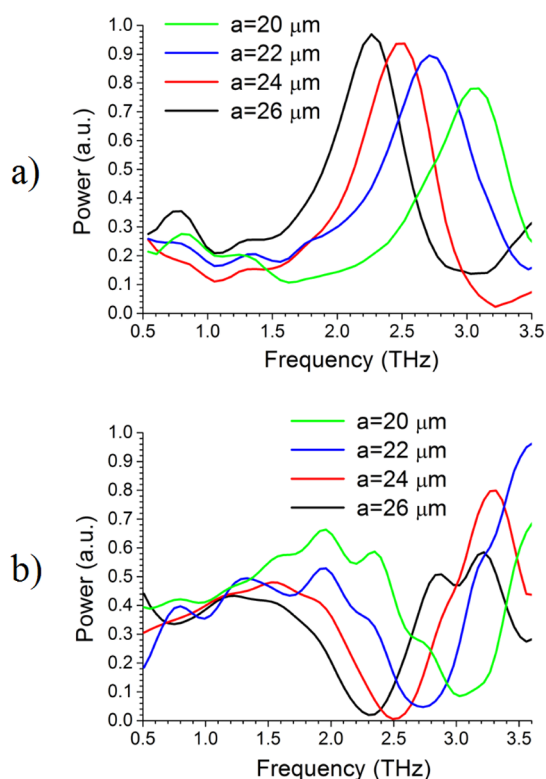 a)
a=20 μm
a=22 μm
a=24 μm
a=26 μm
Power (a.u.)
1.0
0.9
0.8
0.7
0.6
0.5
0.4
0.3
0.2
0.1
0.0
0.5 1.0 1.5 2.0 2.5 3.0 3.5
Frequency (THz)
b)
a=20 μm
a=22 μm
a=24 μm
a=26 μm
Power (a.u.)
1.0
0.9
0.8
0.7
0.6
0.5
0.4
0.3
0.2
0.1
0.0
0.5 1.0 1.5 2.0 2.5 3.0 3.5
Frequency (THz)